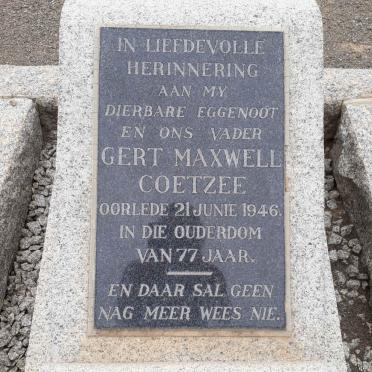 IN LIEFDEVOLLE
HERINNERING
AAN MY
DIERBARE EGGENOOT
EN ONS VADER
GERT MAXWELL
COETZEE
OORLEDE 21 JUNIE 1946.
IN DIE OUDERDOM
VAN 77 JAAR.
EN DAAR SAL GEEN
NAG MEER WEES NIE.